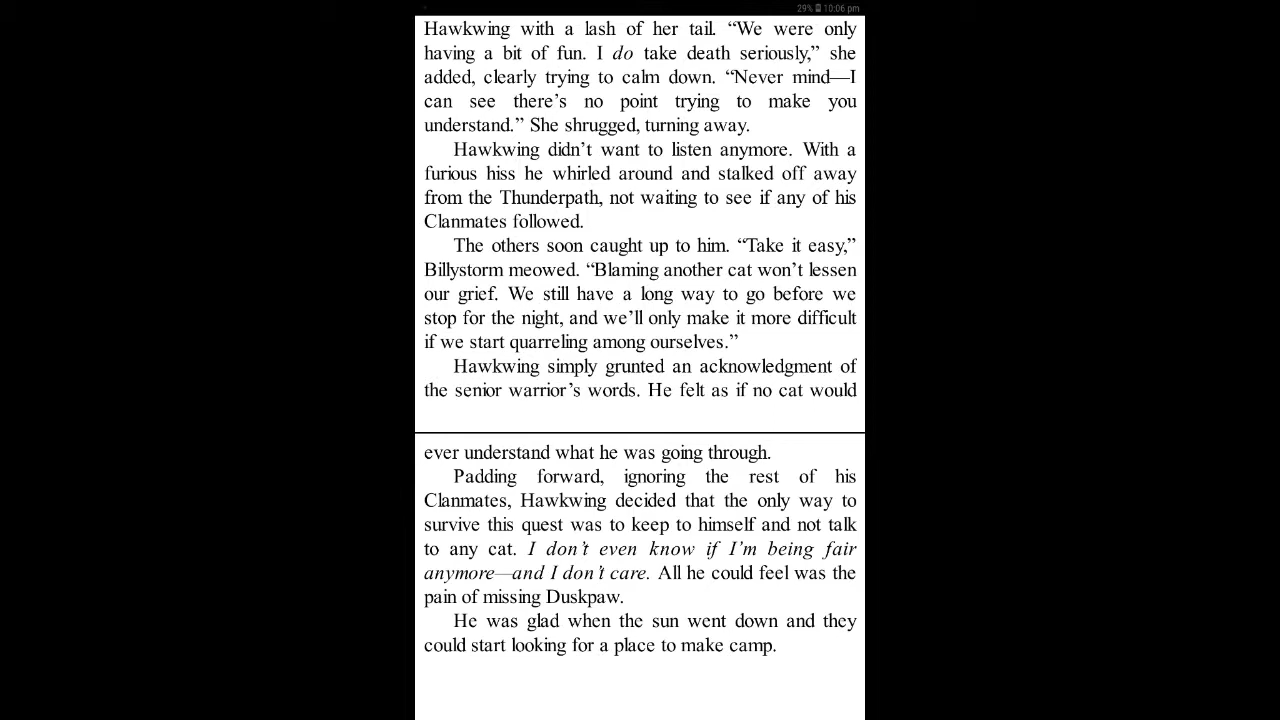 29% 10:06 pm
Hawkwing with a lash of her tail. “We were only
having a bit of fun. I do take death seriously,” she
added, clearly trying to calm down. “Never mind—I
can see there’s no point trying to make you
understand.” She shrugged, turning away.
Hawkwing didn’t want to listen anymore. With a
furious hiss he whirled around and stalked off away
from the Thunderpath, not waiting to see if any of his
Clanmates followed.
The others soon caught up to him. “Take it easy,”
Billystorm meowed. “Blaming another cat won’t lessen
our grief. We still have a long way to go before we
stop for the night, and we’ll only make it more difficult
if we start quarreling among ourselves.”
Hawkwing simply grunted an acknowledgment of
the senior warrior’s words. He felt as if no cat would
ever understand what he was going through.
Padding forward, ignoring the rest of his
Clanmates, Hawkwing decided that the only way to
survive this quest was to keep to himself and not talk
to any cat. I don’t even know if I’m being fair
anymore—and I don’t care. All he could feel was the
pain of missing Duskpaw.
He was glad when the sun went down and they
could start looking for a place to make camp.